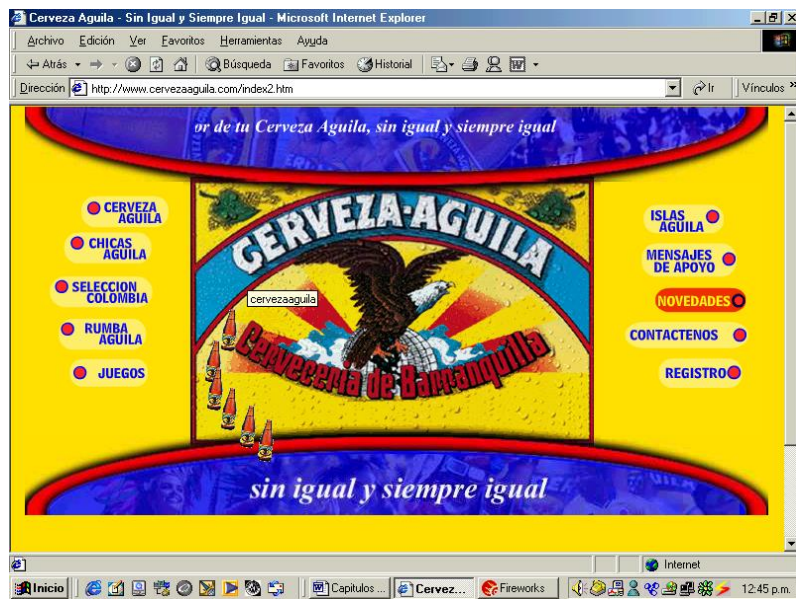 Cerveza Aguila - Sin Igual y Siempre Igual - Microsoft Internet Explorer
Archivo Edición Ver Favoritos Herramientas Ayuda
Atrás Búsqueda Favoritos Historial
Dirección http://www.cervezaaguila.com/index2.htm Ir Vínculos »
or de tu Cerveza Aguila, sin igual y siempre igual
CERVEZA
AGUILA
CHICAS
AGUILA
SELECCION
COLOMBIA
RUMBA
AGUILA
JUEGOS
CERVEZA-AGUILA
cervezaaguila
Cerveceria de Barranquilla
ISLAS
AGUILA
MENSAJES
DE APOYO
NOVEDADES
CONTACTENOS
REGISTRO
sin igual y siempre igual
Internet
Inicio Capitulos ... Cervez... Fireworks 12:45 p.m.